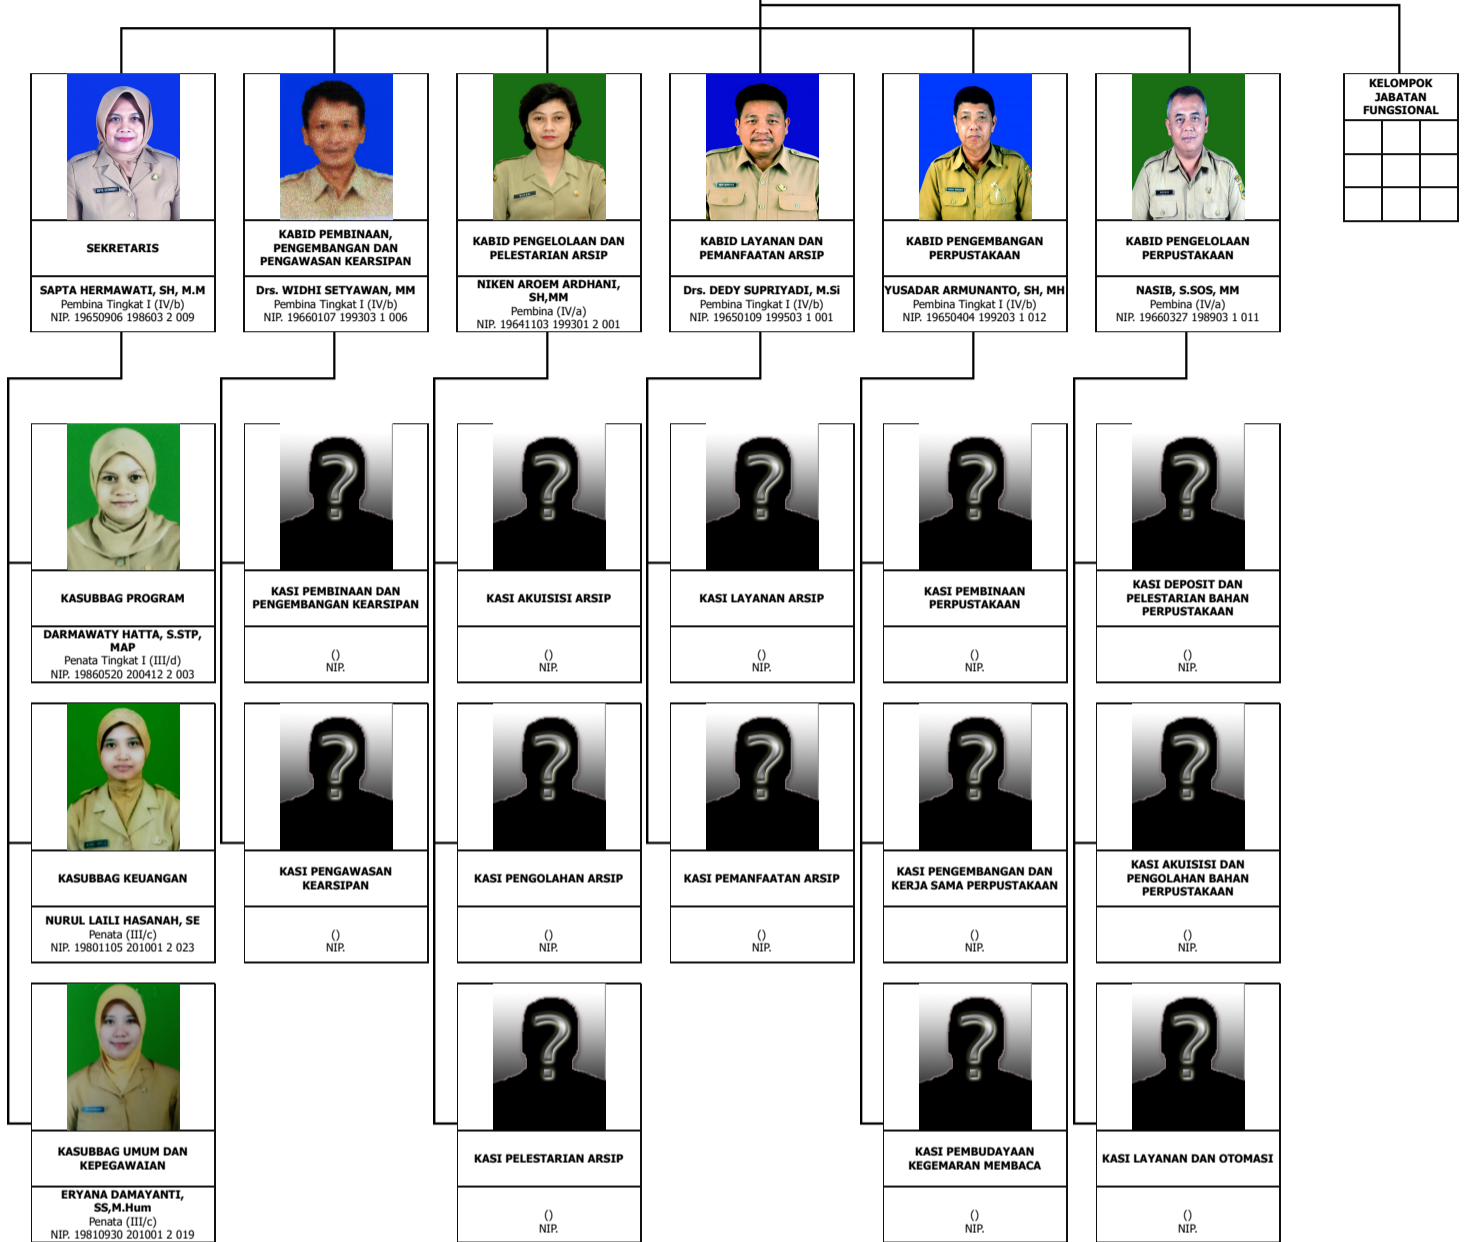 KELOMPOK
JABATAN
FUNGSIONAL
SEKRETARIS
SAPTA HERMAWATI, SH, M.M
Pembina Tingkat I (IV/b)
NIP. 19650906 198603 2 009
KABID PEMBINAAN,
PENGEMBANGAN DAN
PENGAWASAN KEARSIPAN
Drs. WIDHI SETYAWAN, MM
Pembina Tingkat I (IV/b)
NIP. 19660107 199303 1 006
KABID PENGELOLAAN DAN
PELESTARIAN ARSIP
NIKEN AROEM ARDHANI,
SH,MM
Pembina (IV/a)
NIP. 19641103 199301 2 001
KABID LAYANAN DAN
PEMANFAATAN ARSIP
Drs. DEDY SUPRIYADI, M.Si
Pembina Tingkat I (IV/b)
NIP. 19650109 199503 1 001
KABID PENGEMBANGAN
PERPUSTAKAAN
YUSADAR ARMUNANTO, SH, MH
Pembina Tingkat I (IV/b)
NIP. 19650404 199203 1 012
KABID PENGELOLAAN
PERPUSTAKAAN
NASIB, S.SOS, MM
Pembina (IV/a)
NIP. 19660327 198903 1 011
KASUBBAG PROGRAM
DARMAWATY HATTA, S.STP,
MAP
Penata Tingkat I (III/d)
NIP. 19860520 200412 2 003
?
KASI PEMBINAAN DAN
PENGEMBANGAN KEARSIPAN
()
NIP.
?
KASI AKUISISI ARSIP
()
NIP.
?
KASI LAYANAN ARSIP
()
NIP.
?
KASI PEMBINAAN
PERPUSTAKAAN
()
NIP.
?
KASI DEPOSIT DAN
PELESTARIAN BAHAN
PERPUSTAKAAN
()
NIP.
KASUBBAG KEUANGAN
NURUL LAILI HASANAH, SE
Penata (III/c)
NIP. 19801105 201001 2 023
?
KASI PENGAWASAN
KEARSIPAN
()
NIP.
?
KASI PENGOLAHAN ARSIP
()
NIP.
?
KASI PEMANFAATAN ARSIP
()
NIP.
?
KASI PENGEMBANGAN DAN
KERJA SAMA PERPUSTAKAAN
()
NIP.
?
KASI AKUISISI DAN
PENGOLAHAN BAHAN
PERPUSTAKAAN
()
NIP.
KASUBBAG UMUM DAN
KEPEGAWAIAN
ERYANA DAMAYANTI,
SS,M.Hum
Penata (III/c)
NIP. 19810930 201001 2 019
?
KASI PELESTARIAN ARSIP
()
NIP.
?
KASI PEMBUDAYAAN
KEGEMARAN MEMBACA
()
NIP.
?
KASI LAYANAN DAN OTOMASI
()
NIP.